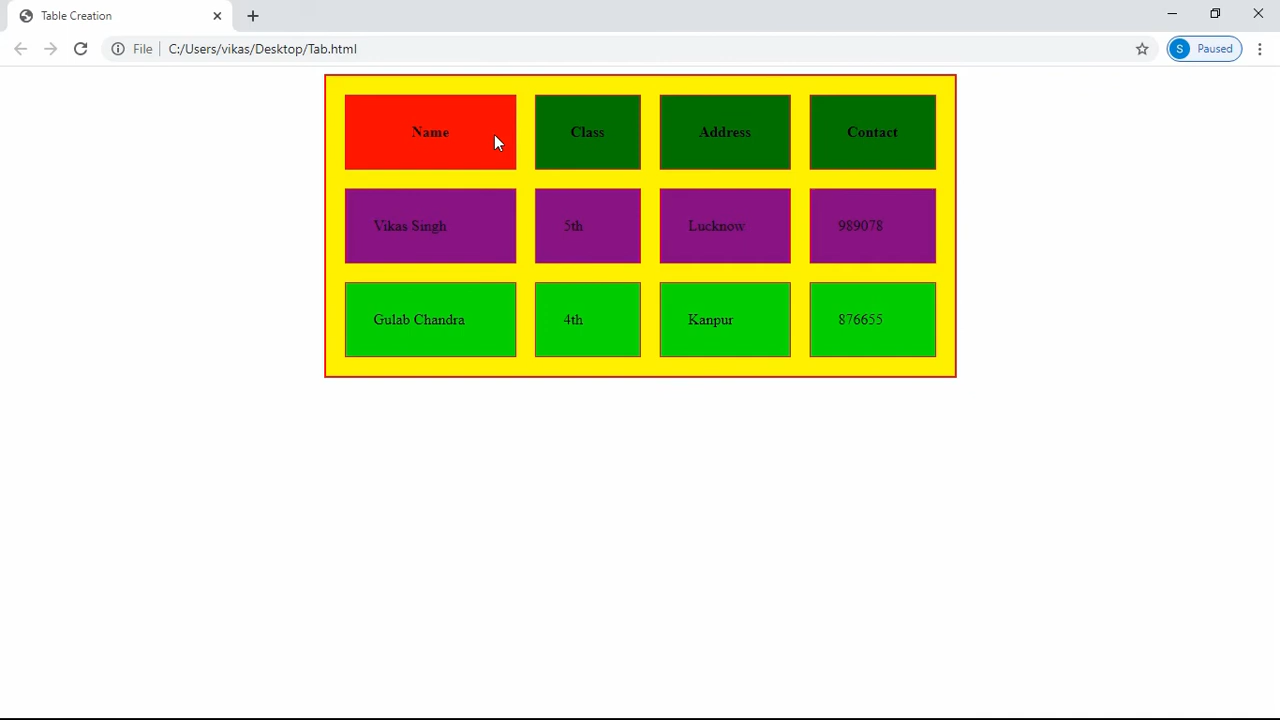 Table Creation
File C:/Users/vikas/Desktop/Tab.html
S Paused
Name Class Address Contact
Vikas Singh 5th Lucknow 989078
Gulab Chandra 4th Kanpur 876655